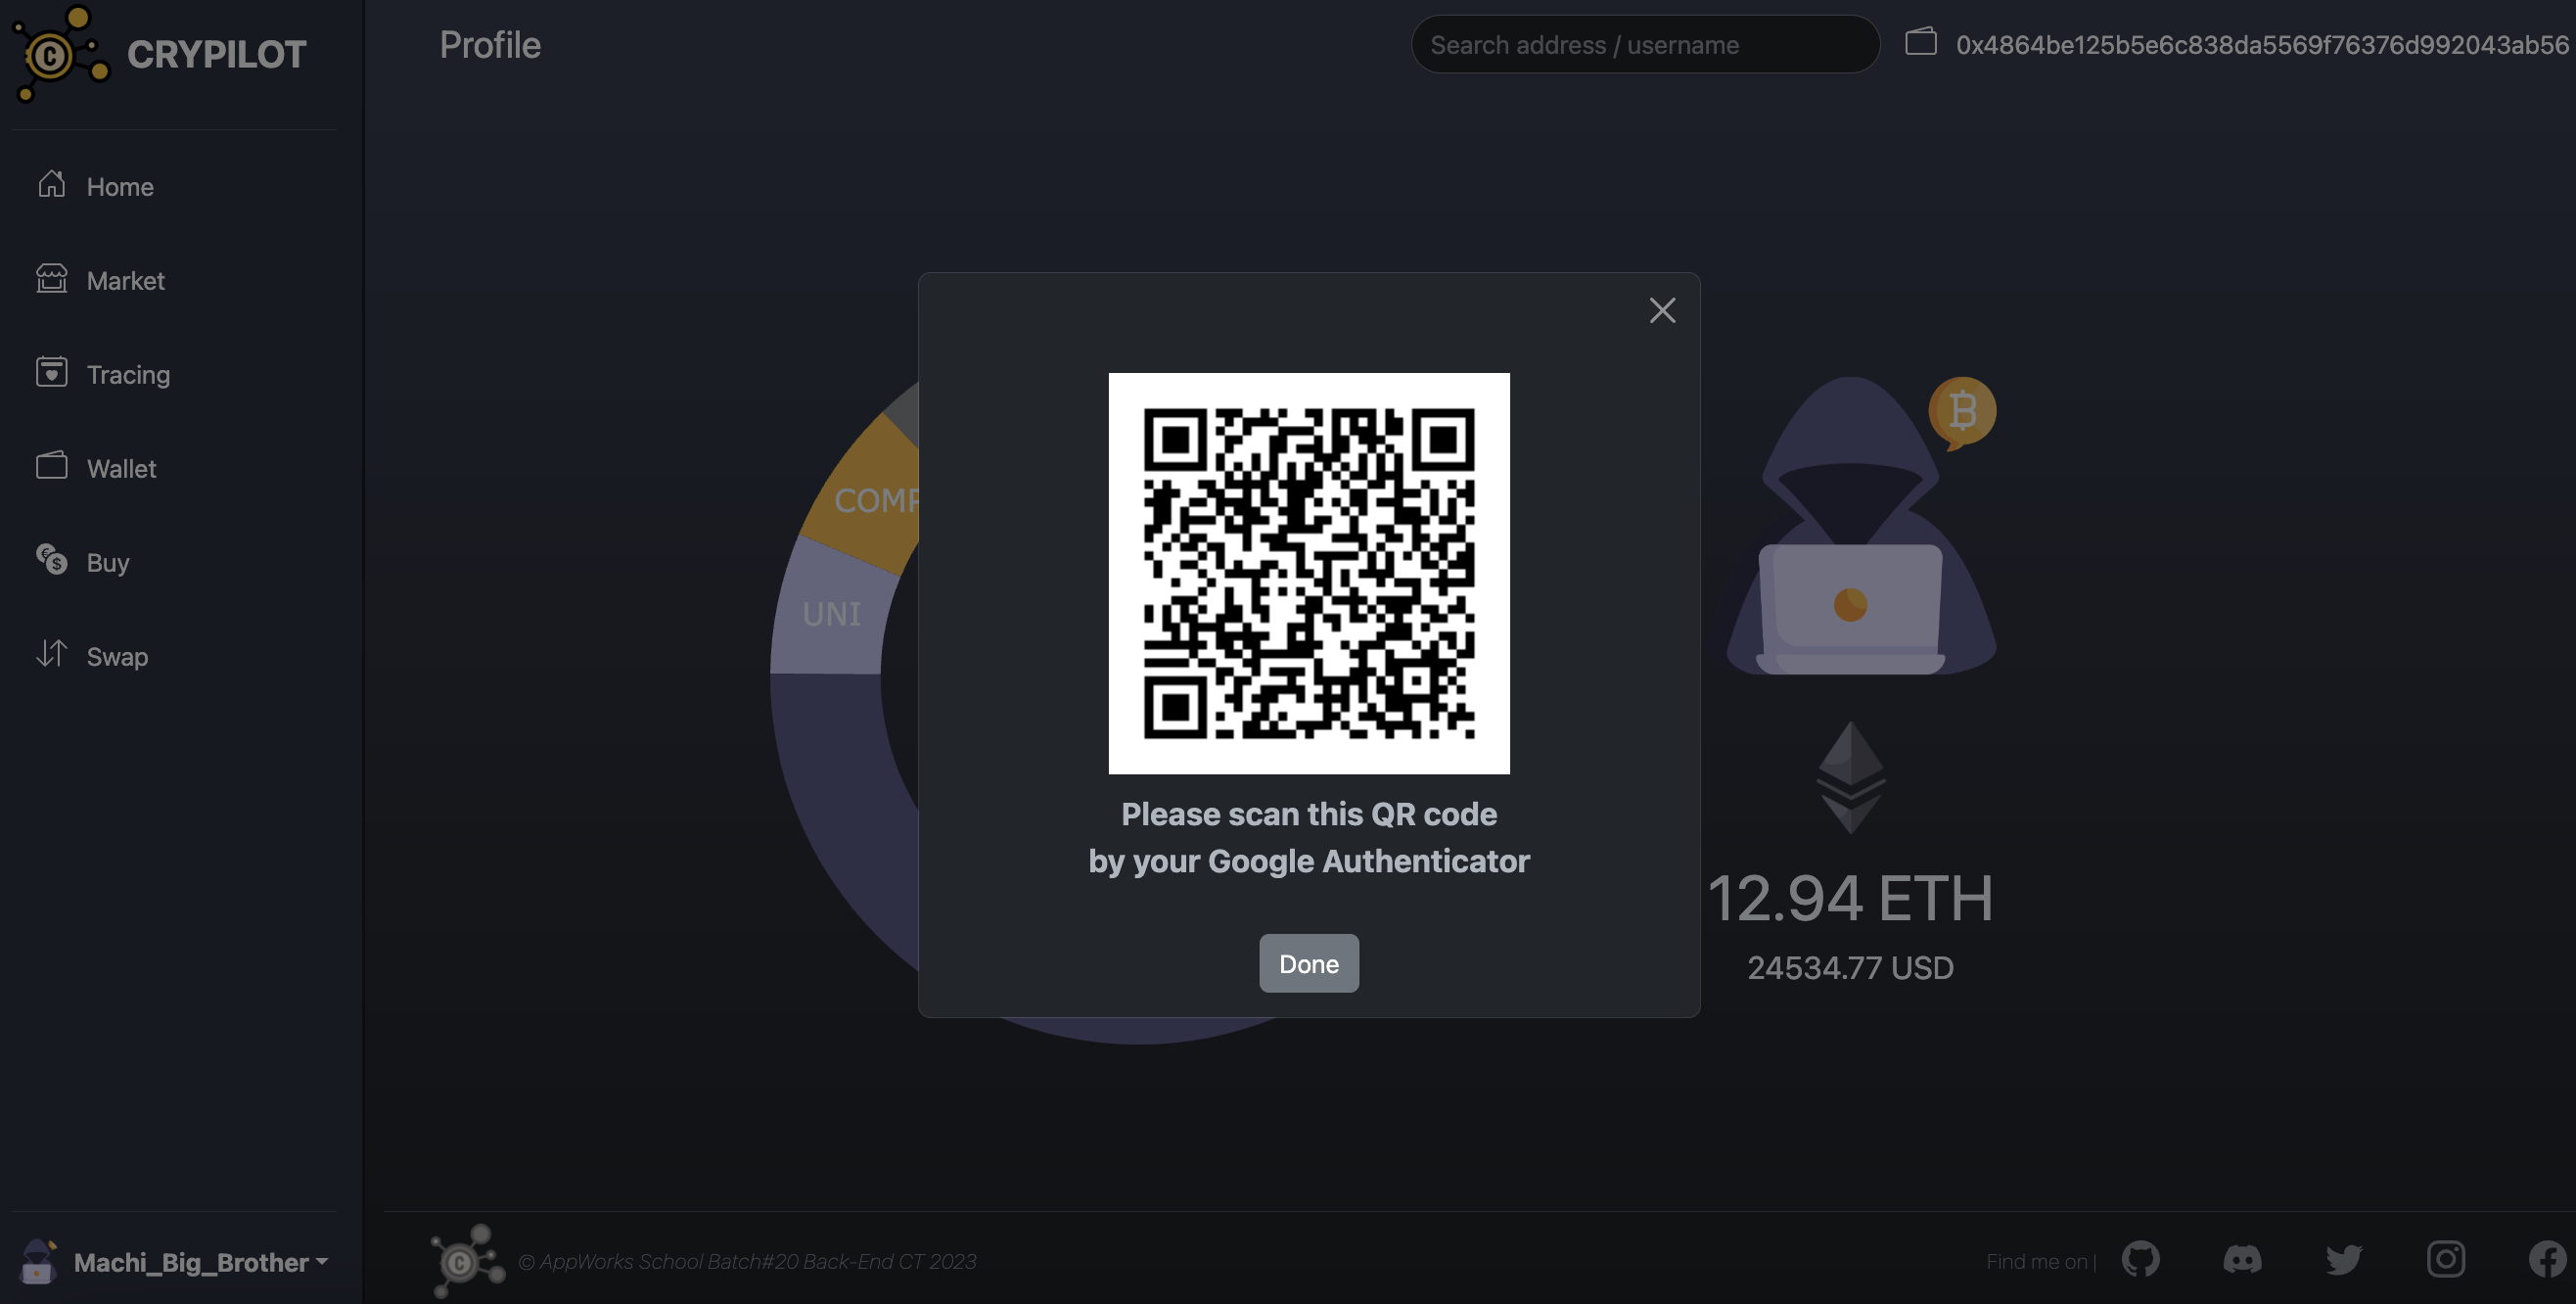 CRYPILOT
Profile
Search address / username
0x4864be125b5e6c838da5569f76376d992043ab56
Home
Market
Tracing
Wallet
Buy
Swap
COMP
UNI
Please scan this QR code
by your Google Authenticator
Done
12.94 ETH
24534.77 USD
Machi_Big_Brother
© AppWorks School Batch#20 Back-End CT 2023
Find me on |